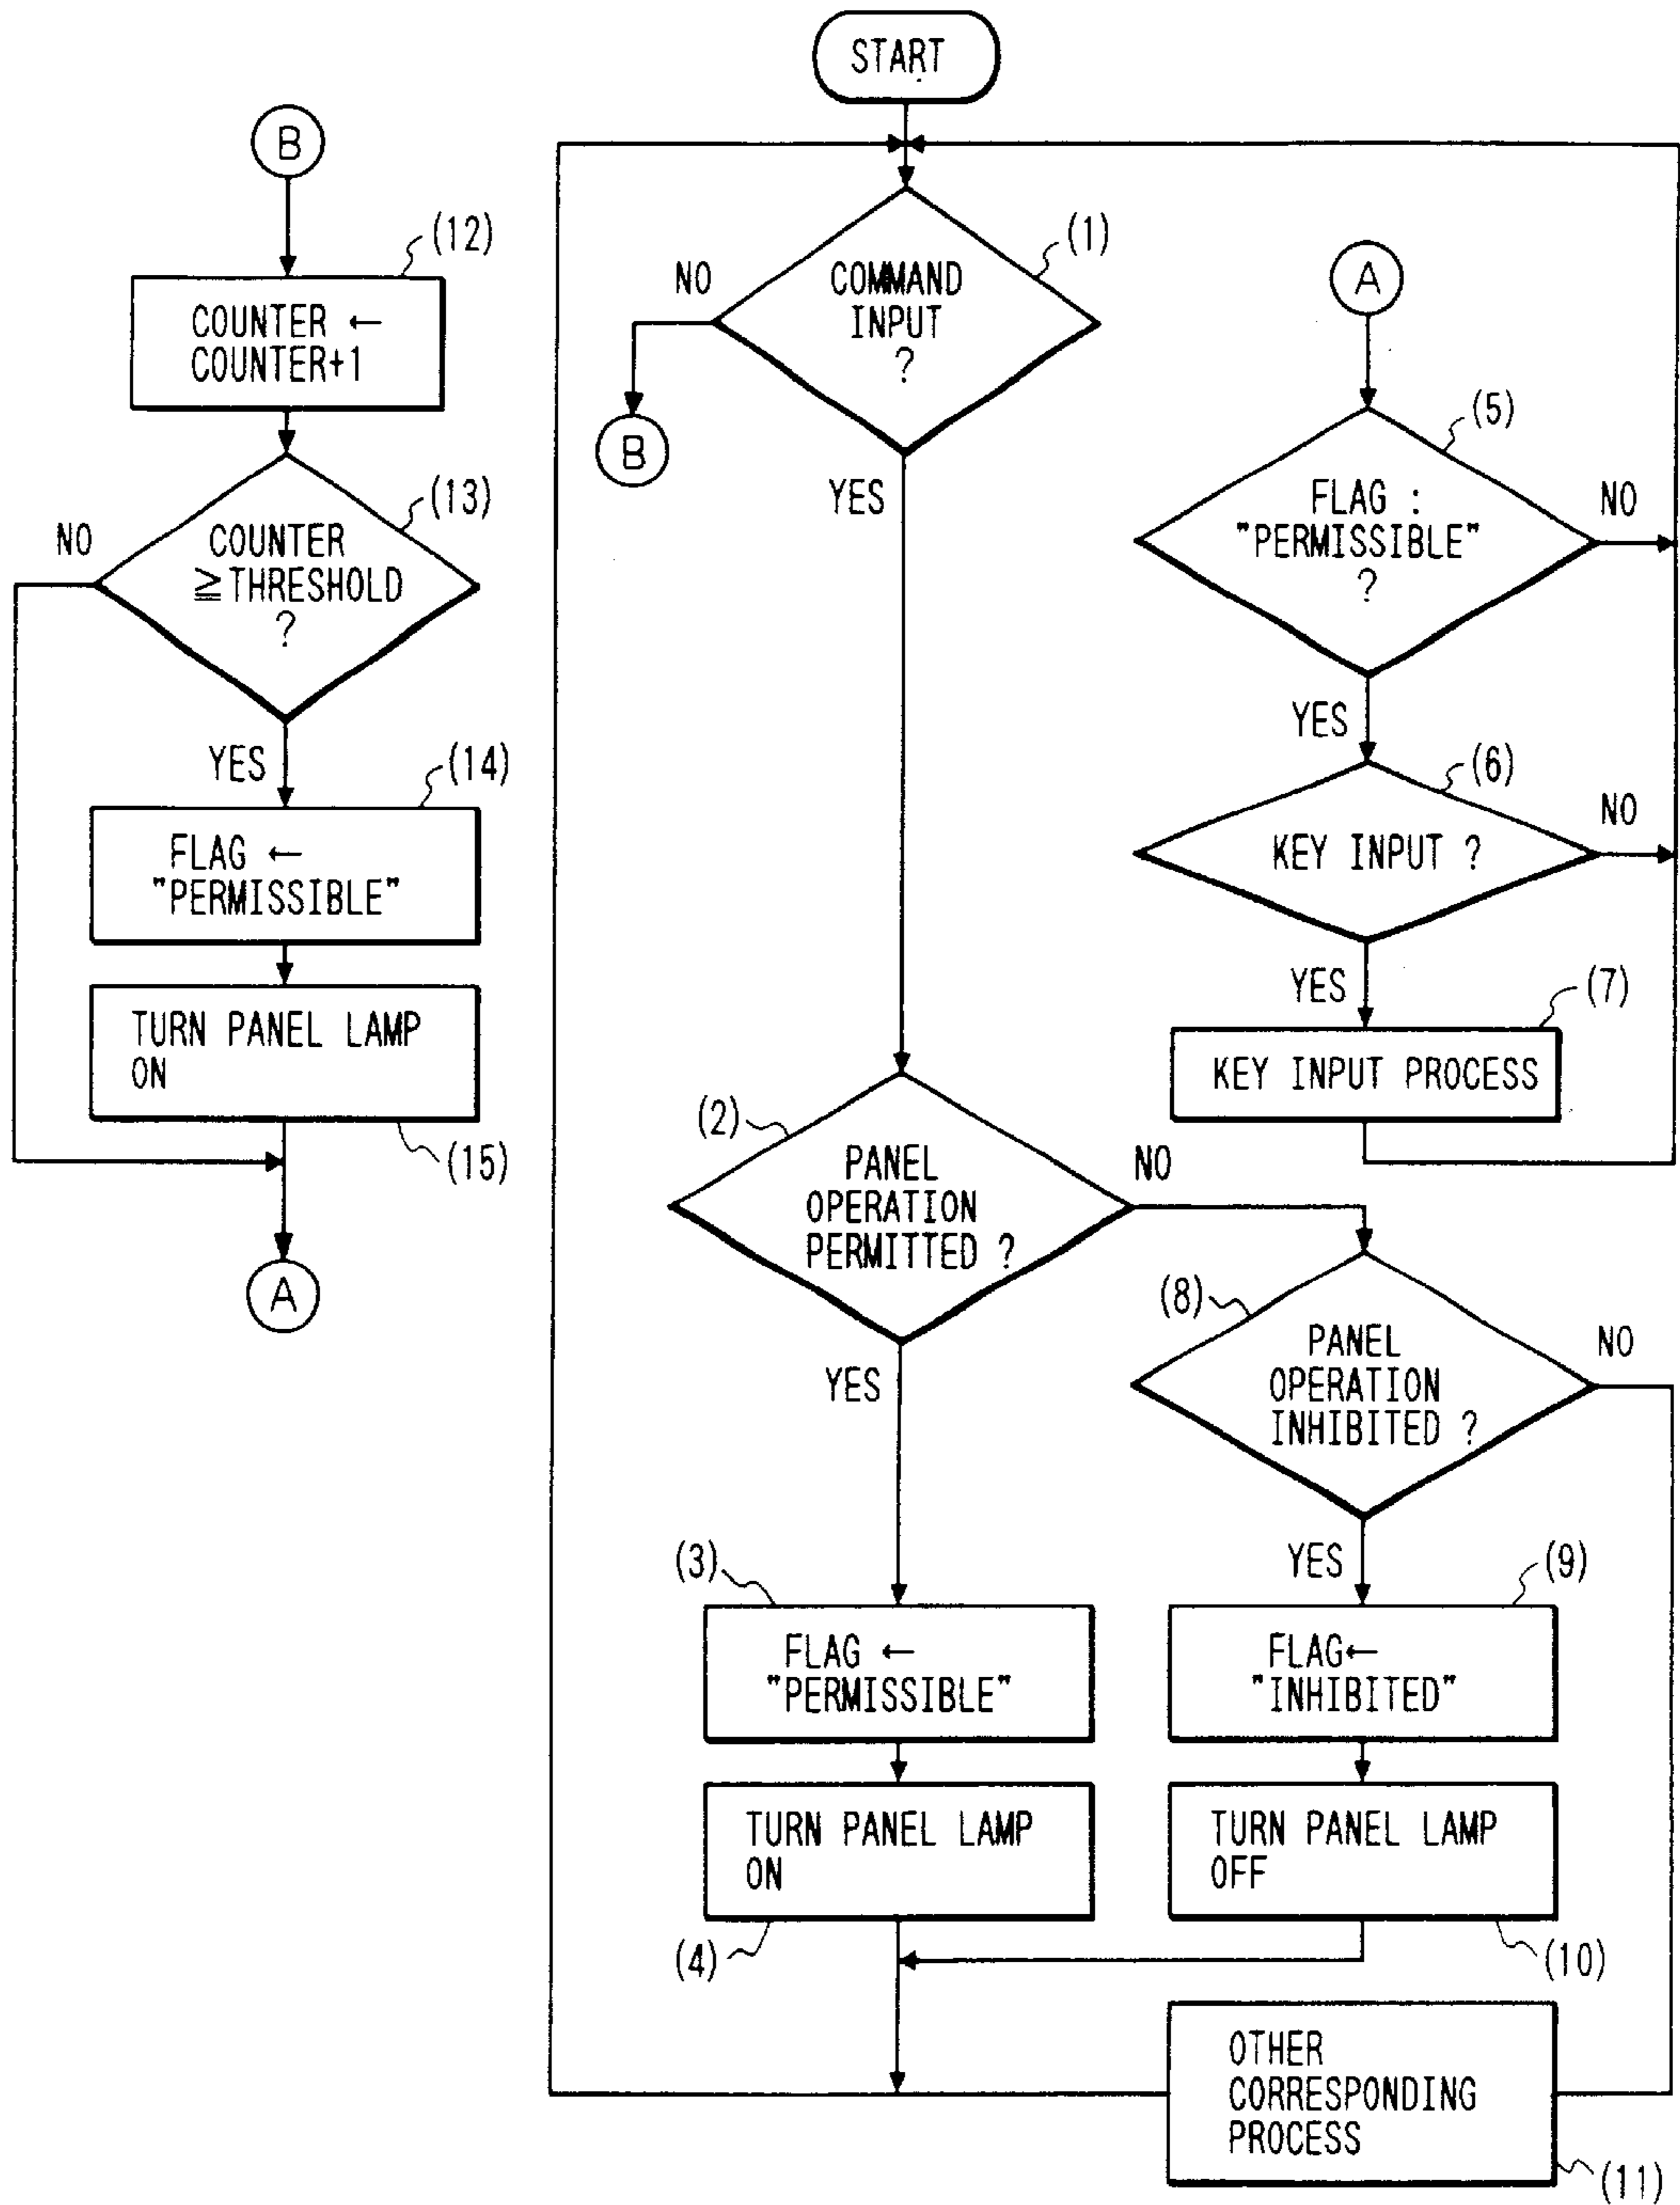 START
B
(12)
COUNTER ←
COUNTER+1
(13)
NO
COUNTER
≧THRESHOLD
?
YES
(14)
FLAG ←
"PERMISSIBLE"
TURN PANEL LAMP
ON
(15)
A
(1)
NO
COMMAND
INPUT
?
B
YES
(2)
PANEL
OPERATION
PERMITTED ?
NO
YES
(3)
FLAG ←
"PERMISSIBLE"
TURN PANEL LAMP
ON
(4)
A
(5)
FLAG :
"PERMISSIBLE"
?
NO
YES
(6)
KEY INPUT ?
NO
YES
(7)
KEY INPUT PROCESS
(8)
PANEL
OPERATION
INHIBITED ?
NO
YES
(9)
FLAG←
"INHIBITED"
TURN PANEL LAMP
OFF
(10)
OTHER
CORRESPONDING
PROCESS
(11)